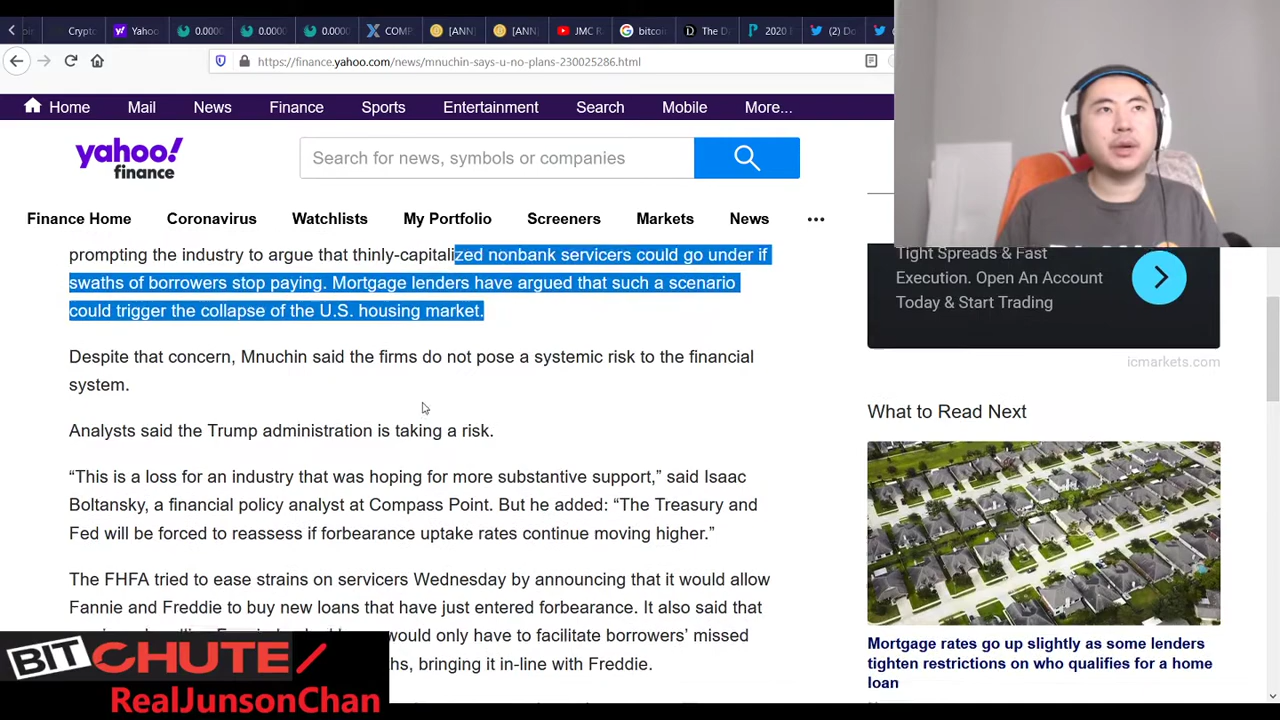 Crypto
Yahoo
0.0000
0.0000
0.0000
COMP
[ANN]
[ANN]
JMC R
bitcoi
The D
2020
(2) Do
https://finance.yahoo.com/news/mnuchin-says-u-no-plans-230025286.html
Home
Mail
News
Finance
Sports
Entertainment
Search
Mobile
More...
yahoo!
finance
Search for news, symbols or companies
Finance Home
Coronavirus
Watchlists
My Portfolio
Screeners
Markets
News
prompting the industry to argue that thinly-capitalized nonbank servicers could go under if
swaths of borrowers stop paying. Mortgage lenders have argued that such a scenario
could trigger the collapse of the U.S. housing market.
Despite that concern, Mnuchin said the firms do not pose a systemic risk to the financial
system.
Analysts said the Trump administration is taking a risk.
“This is a loss for an industry that was hoping for more substantive support,” said Isaac
Boltansky, a financial policy analyst at Compass Point. But he added: “The Treasury and
Fed will be forced to reassess if forbearance uptake rates continue moving higher.”
The FHFA tried to ease strains on servicers Wednesday by announcing that it would allow
Fannie and Freddie to buy new loans that have just entered forbearance. It also said that
would only have to facilitate borrowers’ missed
bringing it in-line with Freddie.
Tight Spreads & Fast
Execution. Open An Account
Today & Start Trading
icmarkets.com
What to Read Next
Mortgage rates go up slightly as some lenders
tighten restrictions on who qualifies for a home
loan
BITCHUTE/
RealJunsonChan